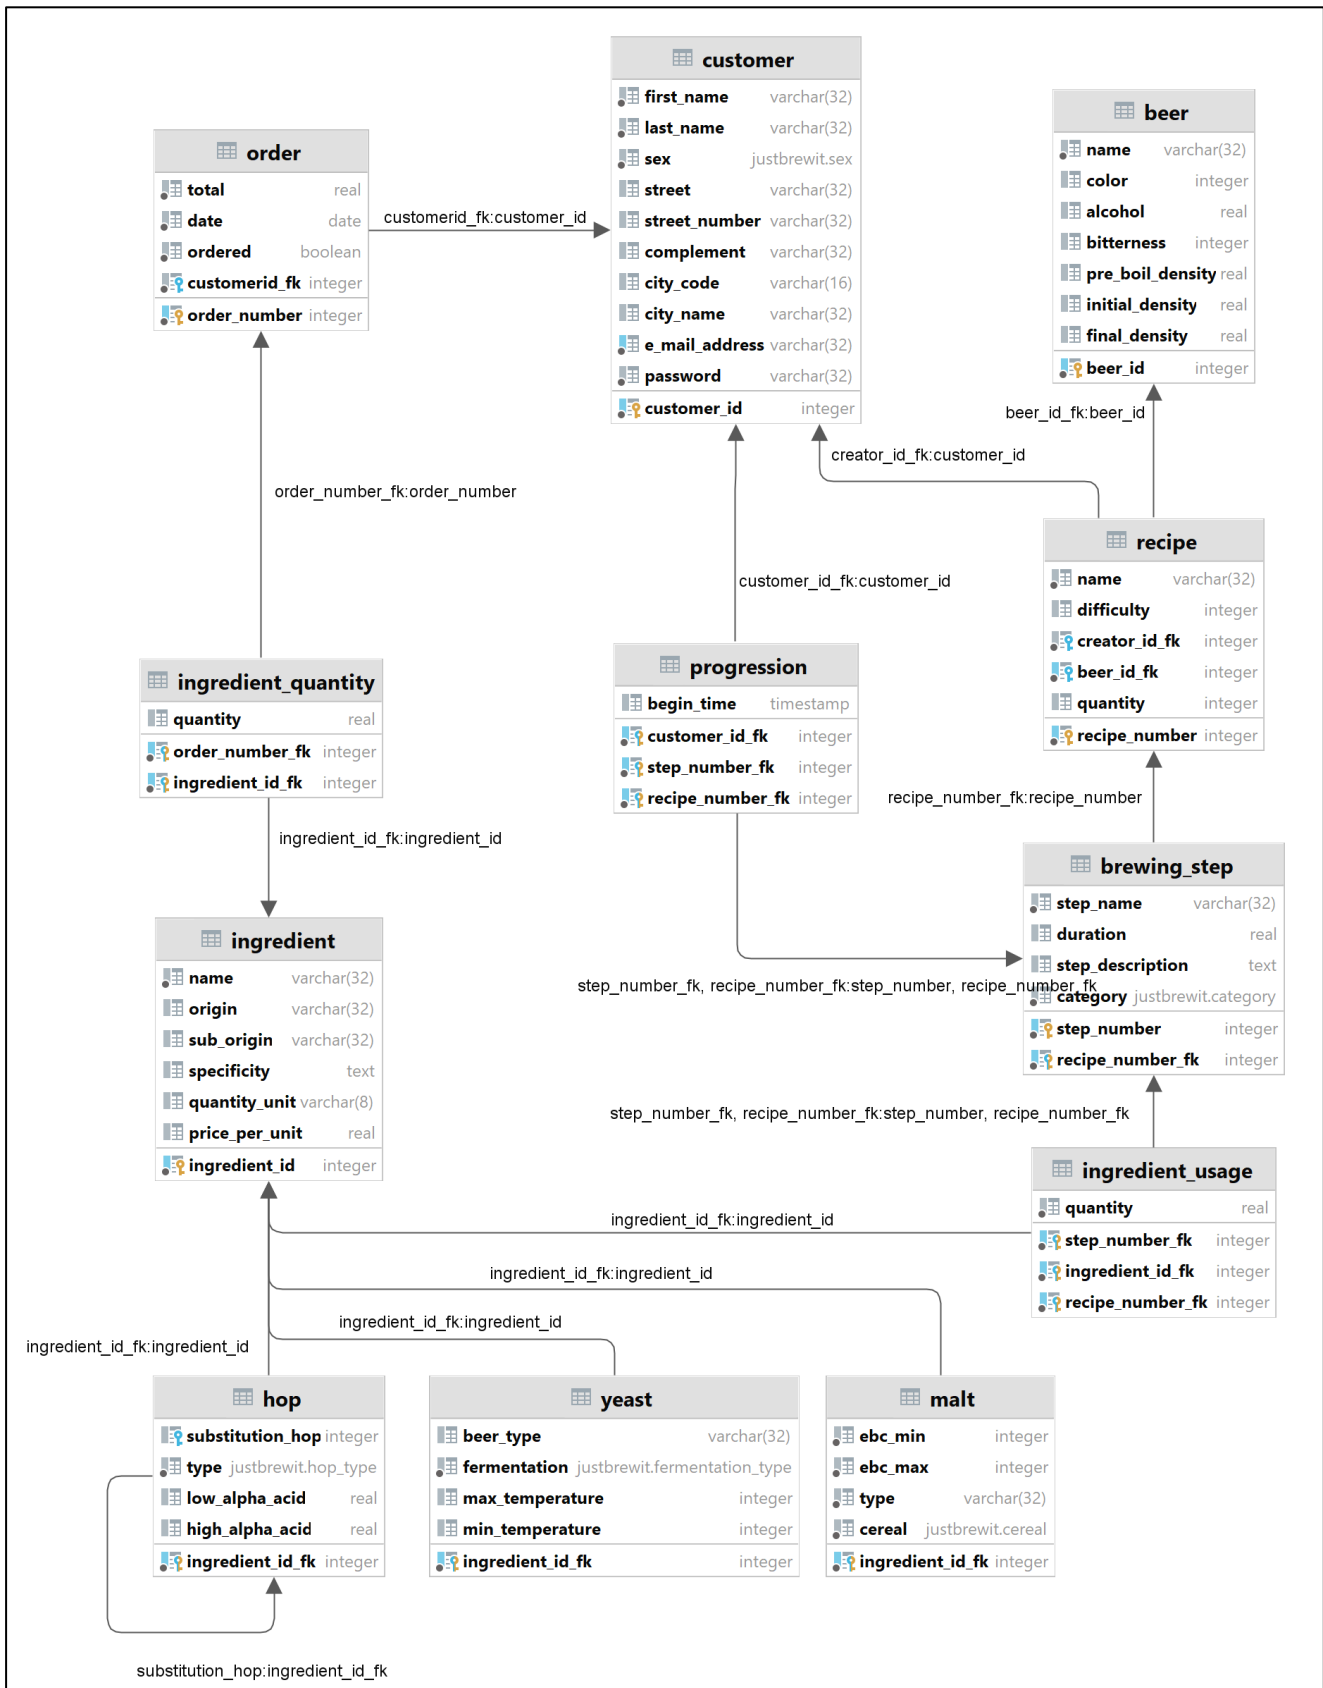 customer
first_name varchar(32)
last_name varchar(32)
sex justbrewit.sex
street varchar(32)
street_number varchar(32)
complement varchar(32)
city_code varchar(16)
city_name varchar(32)
e_mail_address varchar(32)
password varchar(32)
customer_id integer
beer
name varchar(32)
color integer
alcohol real
bitterness integer
pre_boil_density real
initial_density real
final_density real
beer_id integer
order
total real
date date
ordered boolean
customerid_fk integer
order_number integer
customerid_fk:customer_id
beer_id_fk:beer_id
creator_id_fk:customer_id
order_number_fk:order_number
customer_id_fk:customer_id
recipe
name varchar(32)
difficulty integer
creator_id_fk integer
beer_id_fk integer
quantity integer
recipe_number integer
ingredient_quantity
quantity real
order_number_fk integer
ingredient_id_fk integer
progression
begin_time timestamp
customer_id_fk integer
step_number_fk integer
recipe_number_fk integer
recipe_number_fk:recipe_number
ingredient_id_fk:ingredient_id
brewing_step
step_name varchar(32)
duration real
step_description text
category justbrewit.category
step_number integer
recipe_number_fk integer
step_number_fk, recipe_number_fk:step_number, recipe_number_fk
ingredient
name varchar(32)
origin varchar(32)
sub_origin varchar(32)
specificity text
quantity_unit varchar(8)
price_per_unit real
ingredient_id integer
step_number_fk, recipe_number_fk:step_number, recipe_number_fk
ingredient_usage
quantity real
step_number_fk integer
ingredient_id_fk integer
recipe_number_fk integer
ingredient_id_fk:ingredient_id
ingredient_id_fk:ingredient_id
ingredient_id_fk:ingredient_id
ingredient_id_fk:ingredient_id
hop
substitution_hop integer
type justbrewit.hop_type
low_alpha_acid real
high_alpha_acid real
ingredient_id_fk integer
yeast
beer_type varchar(32)
fermentation justbrewit.fermentation_type
max_temperature integer
min_temperature integer
ingredient_id_fk integer
malt
ebc_min integer
ebc_max integer
type varchar(32)
cereal justbrewit.cereal
ingredient_id_fk integer
substitution_hop:ingredient_id_fk